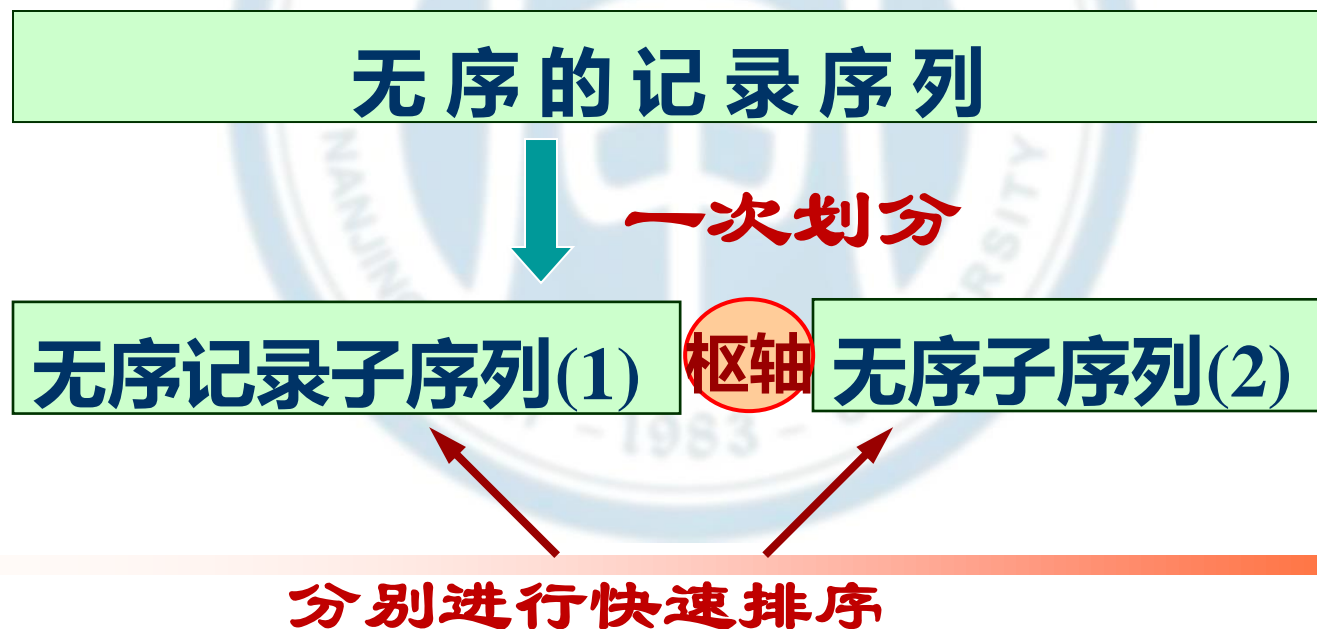 无序的记录序列
一次划分
无序记录子序列(1) 枢轴 无序子序列(2)
-1983-
分别进行快速排序